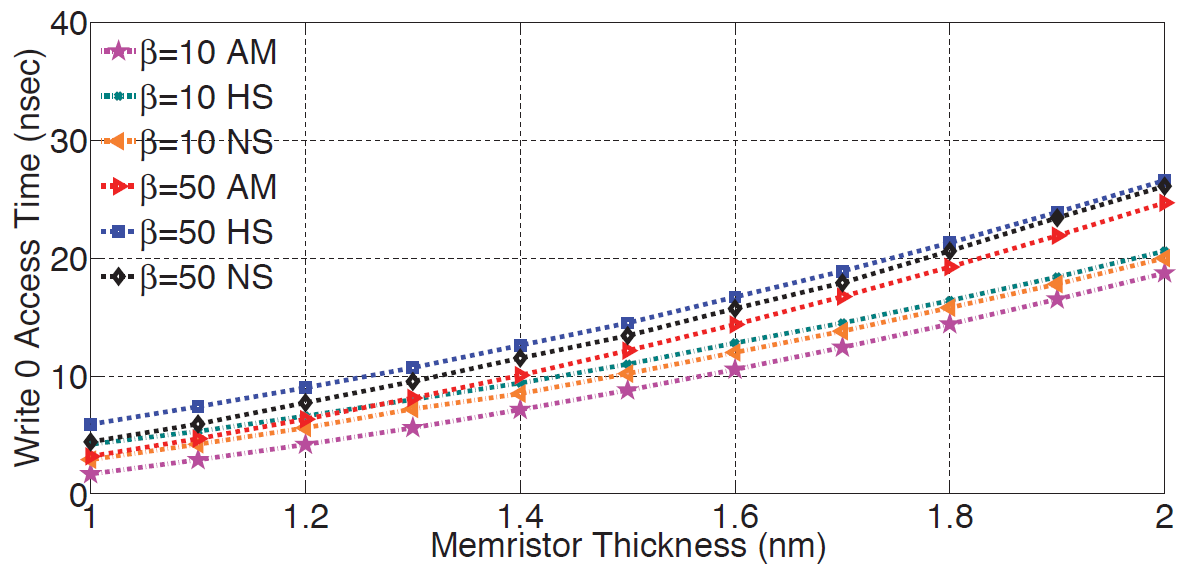 40
30
20
10
0
Write 0 Access Time (nsec)
β=10 AM
β=10 HS
β=10 NS
β=50 AM
β=50 HS
β=50 NS
1
1.2
1.4
1.6
1.8
2
Memristor Thickness (nm)